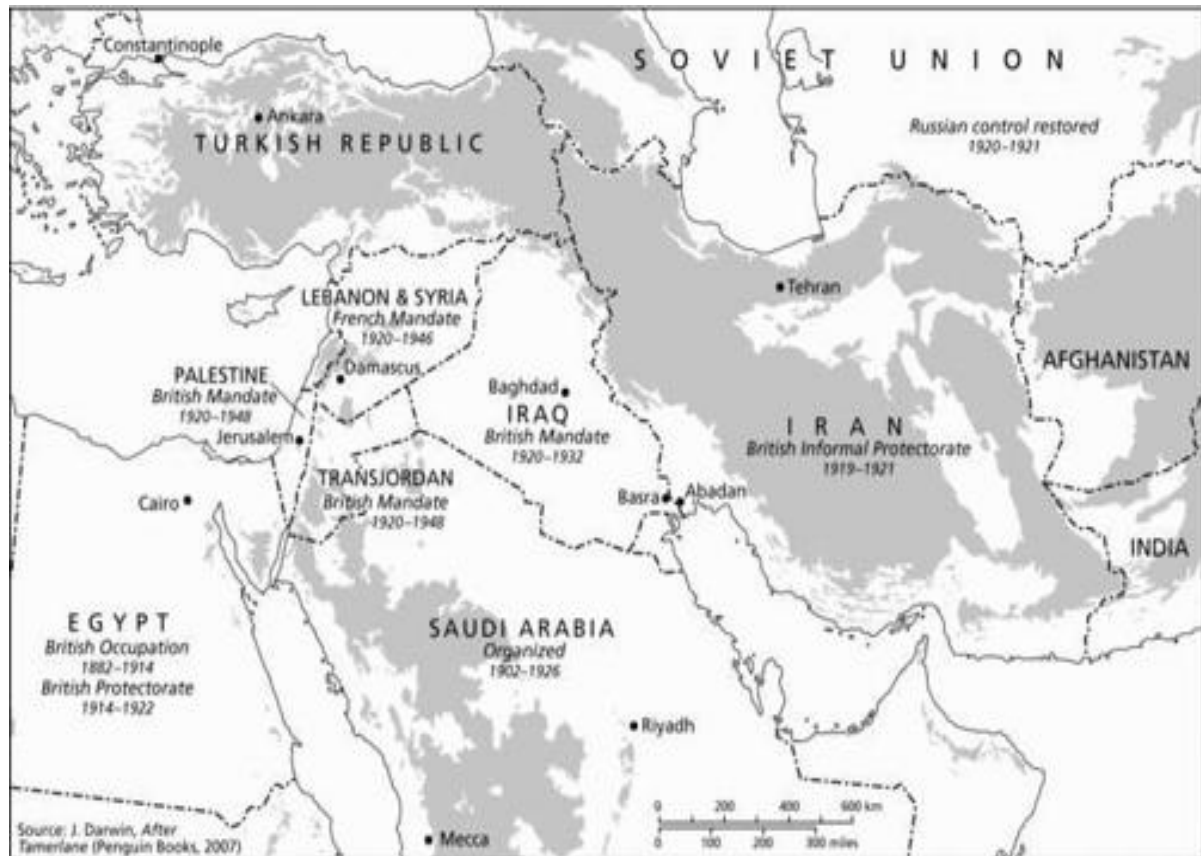 Constantinople
SOVIET UNION
Ankara
TURKISH REPUBLIC
Russian control restored
1920–1921
Tehran
LEBANON & SYRIA
French Mandate
1920–1946
Damascus
PALESTINE
British Mandate
1920–1948
Jerusalem
Baghdad
IRAQ
British Mandate
1920–1932
AFGHANISTAN
IRAN
British Informal Protectorate
1919–1921
TRANSJORDAN
British Mandate
1920–1948
Cairo
Basra
Abadan
INDIA
EGYPT
British Occupation
1882–1914
British Protectorate
1914–1922
SAUDI ARABIA
Organized
1902–1926
Riyadh
Mecca
0 200 400 600 km
0 100 200 300 miles
Source: J. Darwin, After
Tamerlane (Penguin Books, 2007)